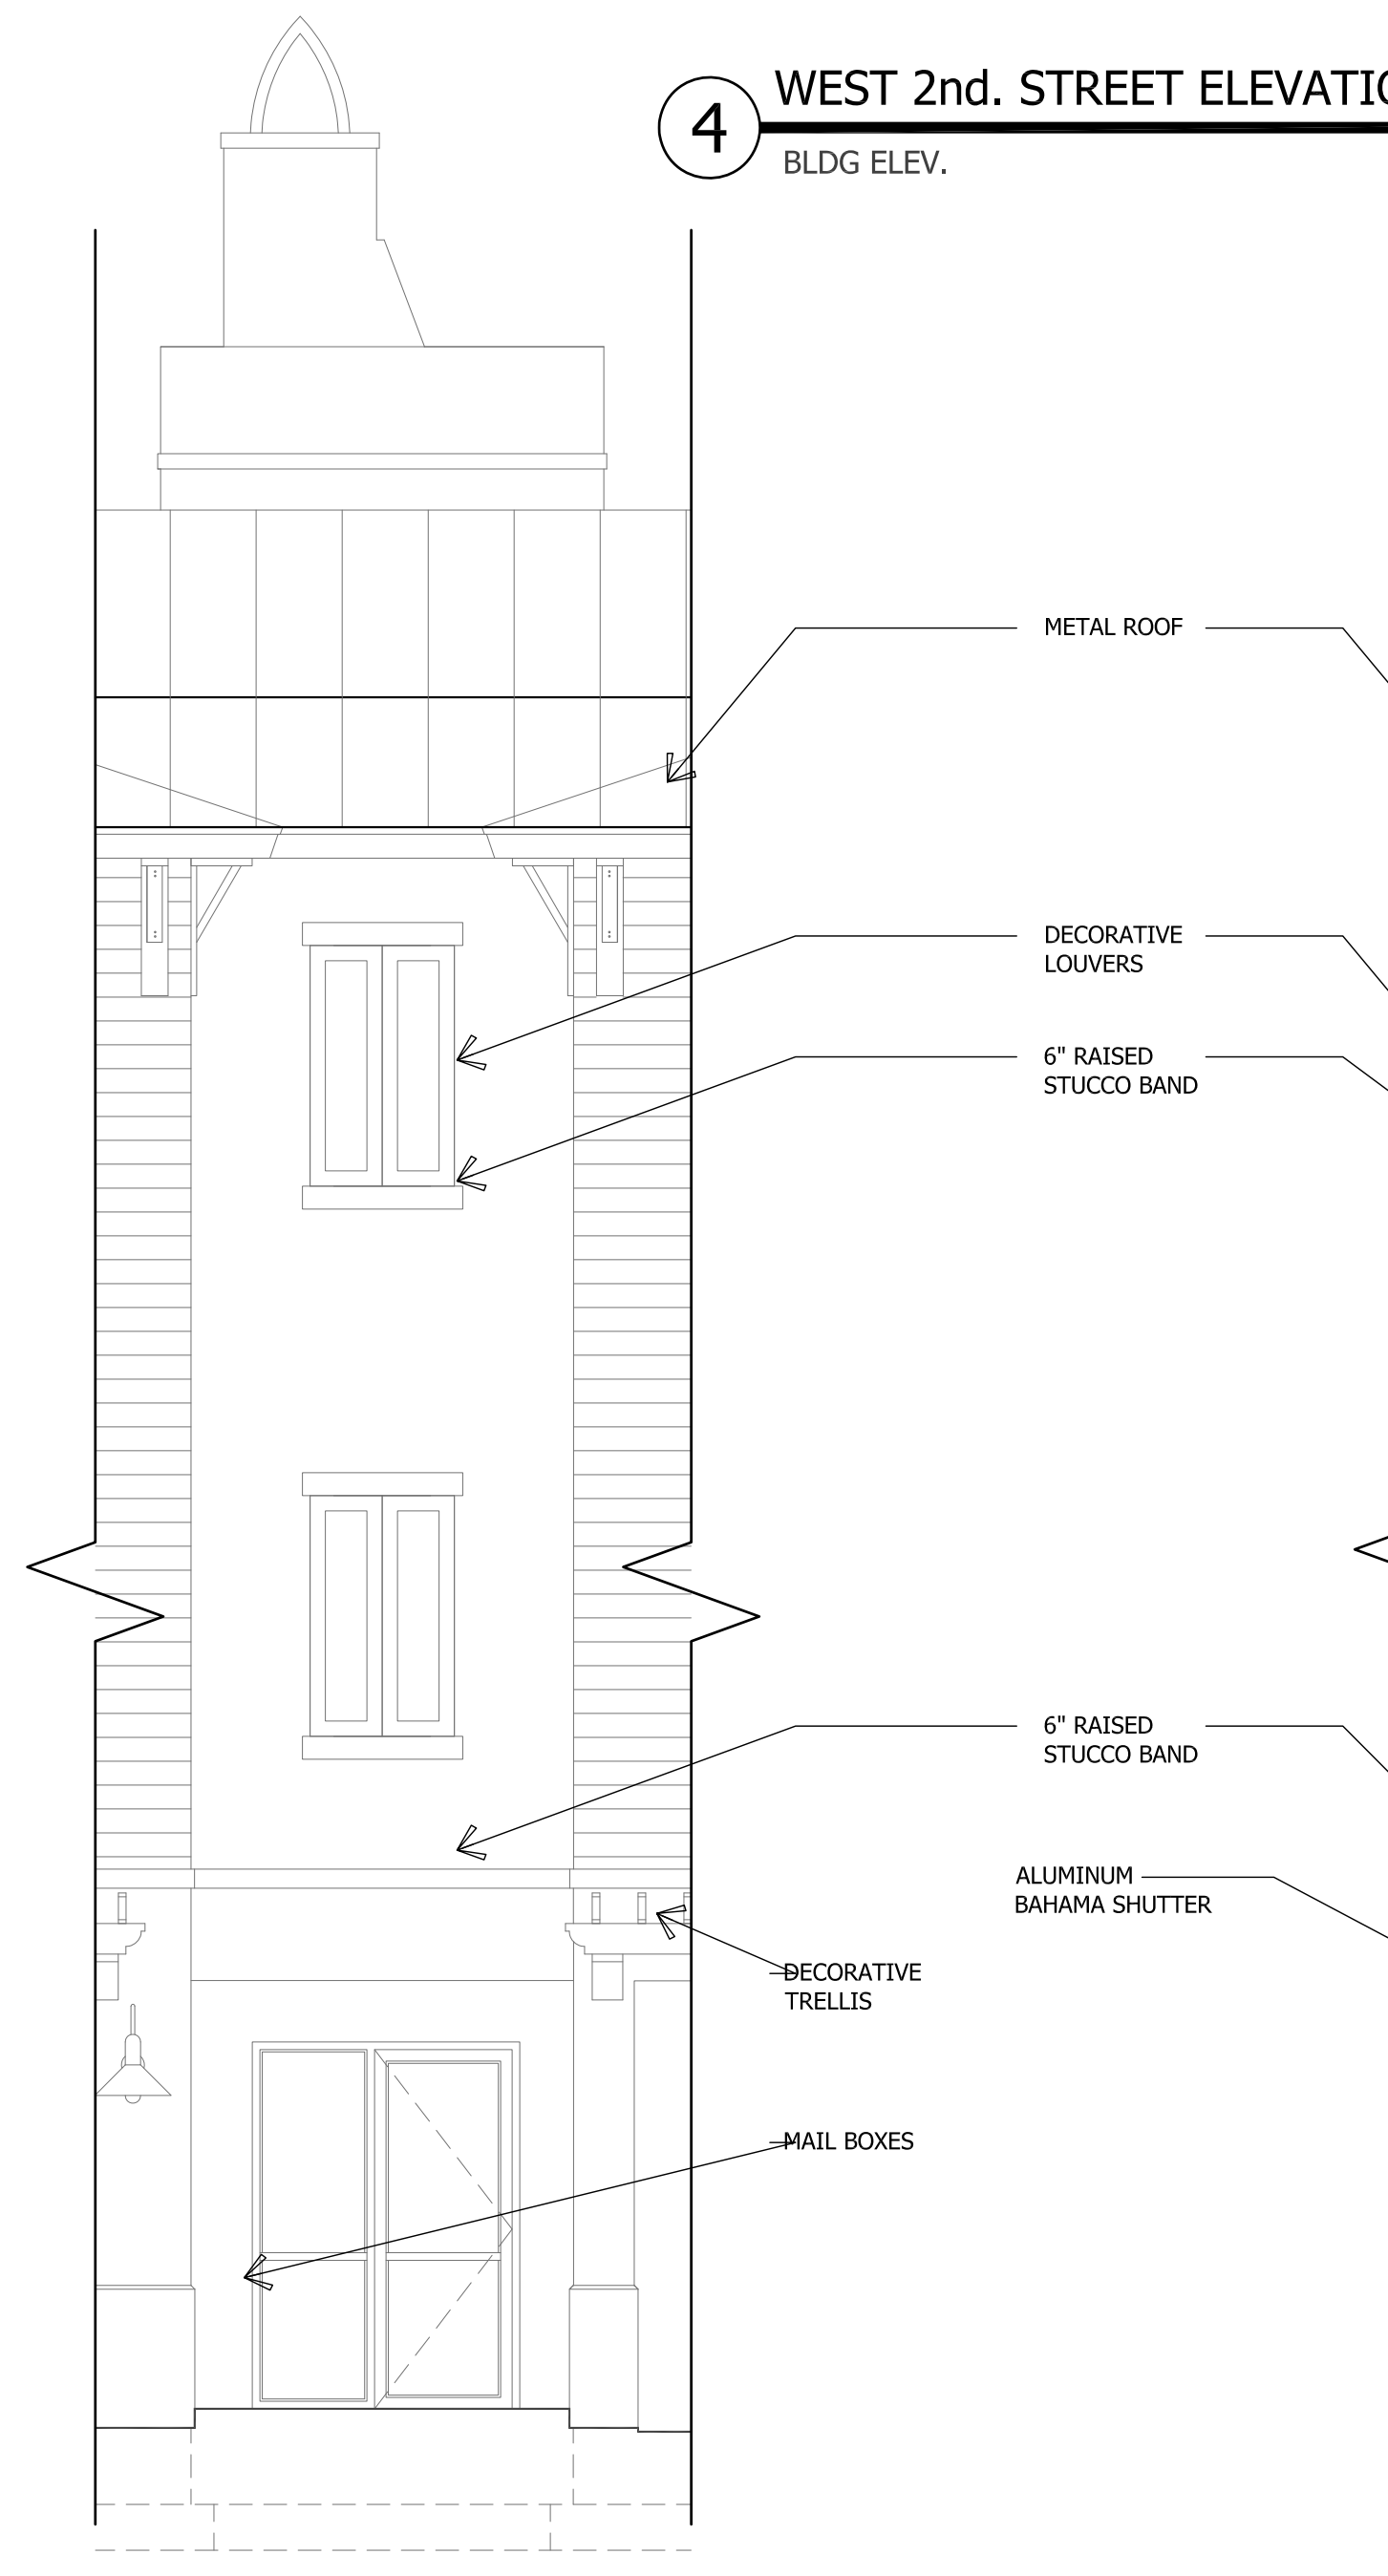 4
WEST 2nd. STREET ELEVATIO
BLDG ELEV.
METAL ROOF
DECORATIVE
LOUVERS
6" RAISED
STUCCO BAND
6" RAISED
STUCCO BAND
ALUMINUM
BAHAMA SHUTTER
DECORATIVE
TRELLIS
MAIL BOXES